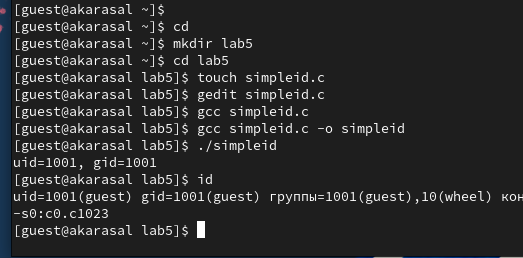 [guest@akarasal ~]$
[guest@akarasal ~]$ cd
[guest@akarasal ~]$ mkdir lab5
[guest@akarasal ~]$ cd lab5
[guest@akarasal lab5]$ touch simpleid.c
[guest@akarasal lab5]$ gedit simpleid.c
[guest@akarasal lab5]$ gcc simpleid.c
[guest@akarasal lab5]$ gcc simpleid.c -o simpleid
[guest@akarasal lab5]$ ./simpleid
uid=1001, gid=1001
[guest@akarasal lab5]$ id
uid=1001(guest) gid=1001(guest) группы=1001(guest),10(wheel) кон
-s0:c0.c1023
[guest@akarasal lab5]$